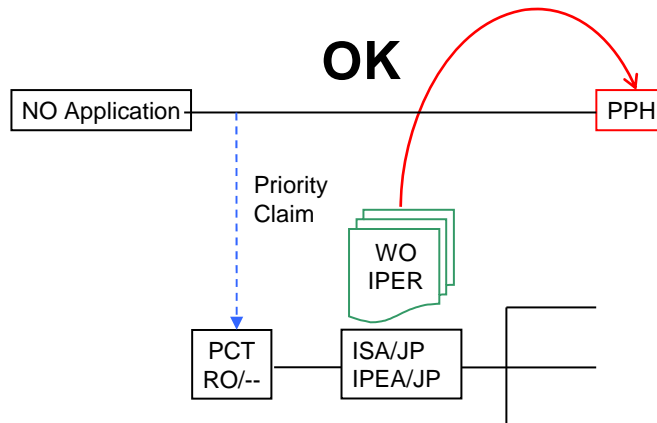 OK
NO Application
PPH
Priority
Claim
WO
IPER
PCT
RO/--
ISA/JP
IPEA/JP